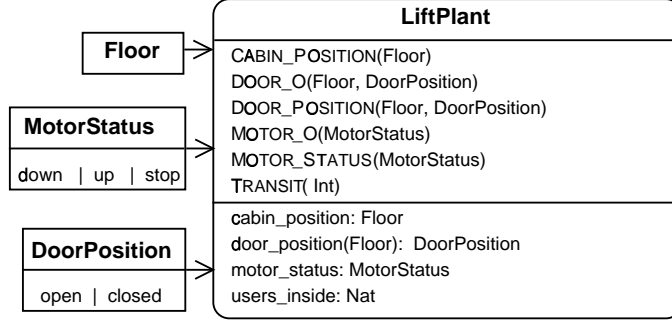 LiftPlant
Floor
CABIN_POSITION(Floor)
DOOR_O(Floor, DoorPosition)
DOOR_POSITION(Floor, DoorPosition)
MOTOR_O(MotorStatus)
MOTOR_STATUS(MotorStatus)
TRANSIT( Int)
MotorStatus
down | up | stop
cabin_position: Floor
door_position(Floor): DoorPosition
motor_status: MotorStatus
users_inside: Nat
DoorPosition
open | closed